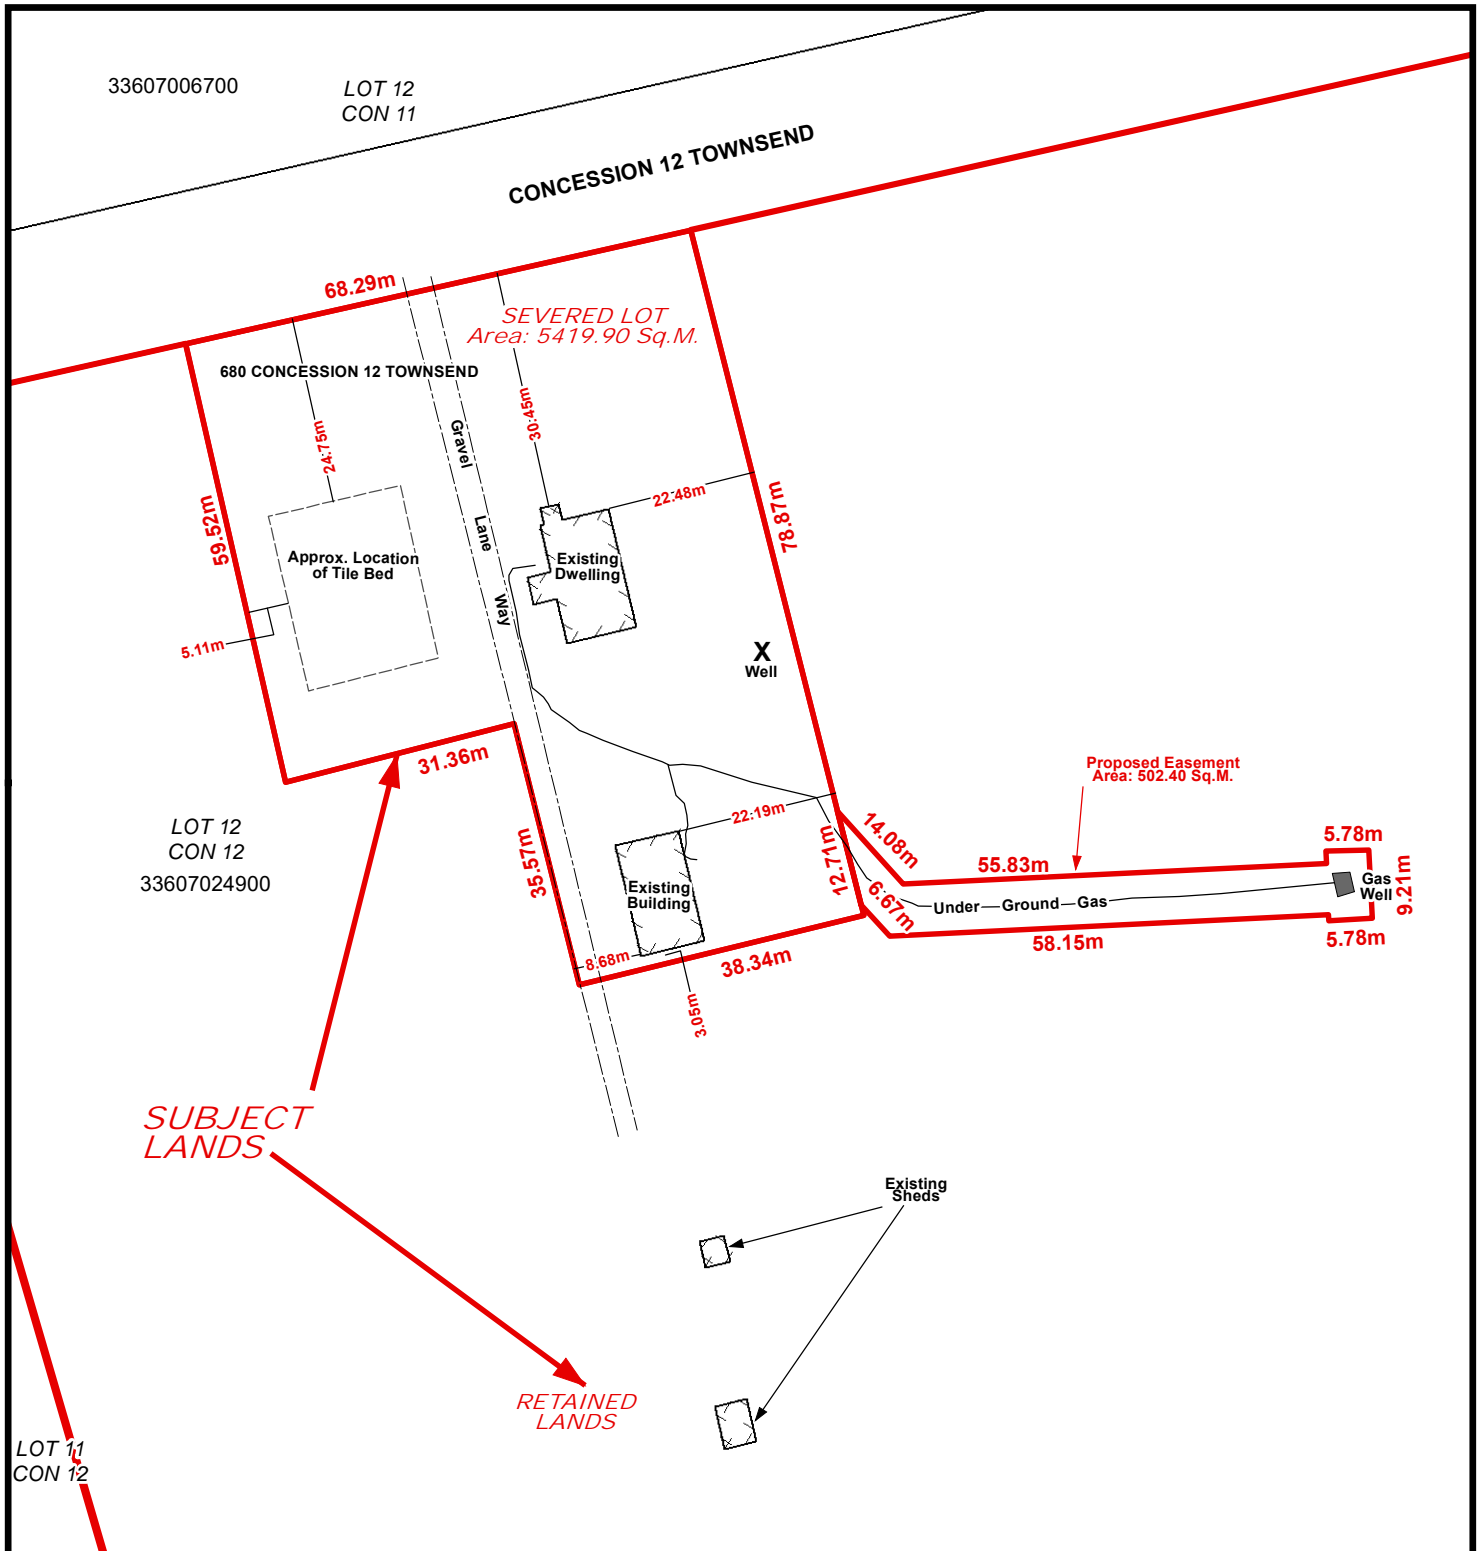 33607006700
LOT 12
CON 11
CONCESSION 12 TOWNSEND
68.29m
SEVERED LOT
Area: 5419.90 Sq.M.
680 CONCESSION 12 TOWNSEND
24.75m
30.45m
Gravel
Lane
Way
22.48m
78.87m
59.52m
Approx. Location
of Tile Bed
Existing
Dwelling
5.11m
X
Well
31.36m
LOT 12
CON 12
33607024900
35.57m
22.19m
12.71m
14.08m
6.67m
Proposed Easement
Area: 502.40 Sq.M.
55.83m
5.78m
Gas
Well
9.21m
Under Ground Gas
58.15m
5.78m
Existing
Building
8.68m
38.34m
3.05m
SUBJECT
LANDS
Existing
Sheds
RETAINED
LANDS
LOT 11
CON 12